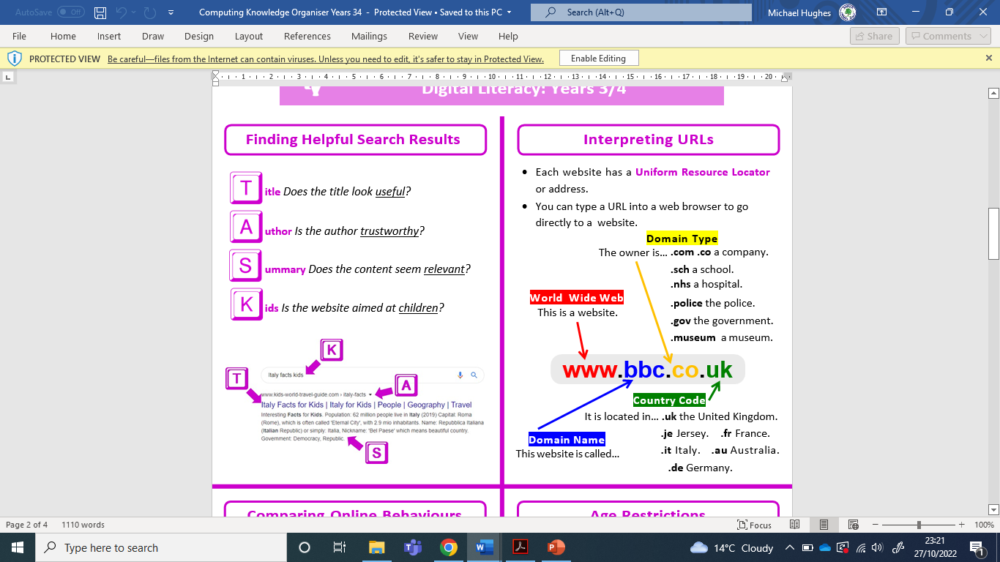 AutoSave Off
Computing Knowledge Organiser Years 34 - Protected View • Saved to this PC
Search (Alt+Q)
Michael Hughes
File Home Insert Draw Design Layout References Mailings Review View Help
Share Comments
PROTECTED VIEW Be careful—files from the Internet can contain viruses. Unless you need to edit, it's safer to stay in Protected View. Enable Editing
1 2 3 4 5 6 7 8 9 10 11 12 13 14 15 16 17 18 19 20
Digital Literacy: Years 3/4
Finding Helpful Search Results
Title Does the title look useful?
Author Is the author trustworthy?
Summary Does the content seem relevant?
Kids Is the website aimed at children?
K
T
Italy facts kids
A
www.kids-world-travel-guide.com › italy-facts
Italy Facts for Kids | Italy for Kids | People | Geography | Travel
Interesting Facts for Kids. Population: 62 million people live in Italy (2019) Capital: Roma
(Rome), which is often called 'Eternal City', with 2.9 mio inhabitants. Name: Repubblica Italiana
(Italian Republic) or simply: Italia, Nickname: 'Bel Paese' which means beautiful country.
Government: Democracy, Republic.
S
Interpreting URLs
• Each website has a Uniform Resource Locator
or address.
• You can type a URL into a web browser to go
directly to a website.
Domain Type
The owner is… .com .co a company.
.sch a school.
.nhs a hospital.
.police the police.
.gov the government.
.museum a museum.
World Wide Web
This is a website.
www.bbc.co.uk
Country Code
It is located in… .uk the United Kingdom.
.je Jersey. .fr France.
.it Italy. .au Australia.
.de Germany.
Domain Name
This website is called…
Comparing Online Behaviours
Age Restrictions
Page 2 of 4 1110 words
Focus
100%
Type here to search
14°C Cloudy
23:21
27/10/2022
1